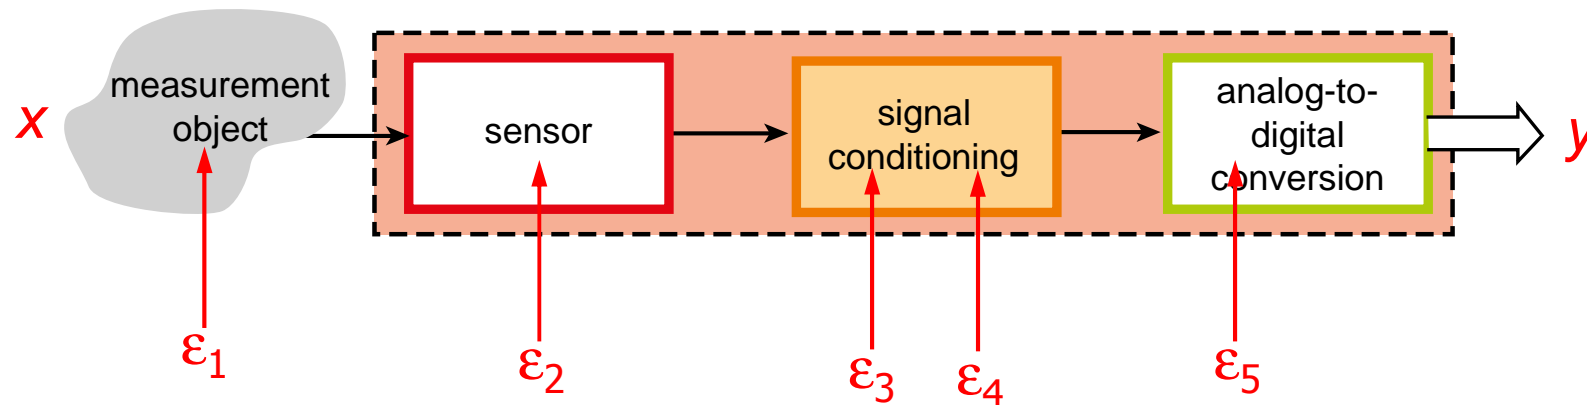 x
measurement
object
sensor
signal
conditioning
analog-to-
digital
conversion
y
ε1
ε2
ε3
ε4
ε5